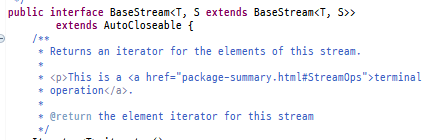 */
public interface BaseStream<T, S extends BaseStream<T, S>>
extends AutoCloseable {
/**
* Returns an iterator for the elements of this stream.
*
* <p>This is a <a href="package-summary.html#StreamOps">terminal
* operation</a>.
*
* @return the element iterator for this stream
*/